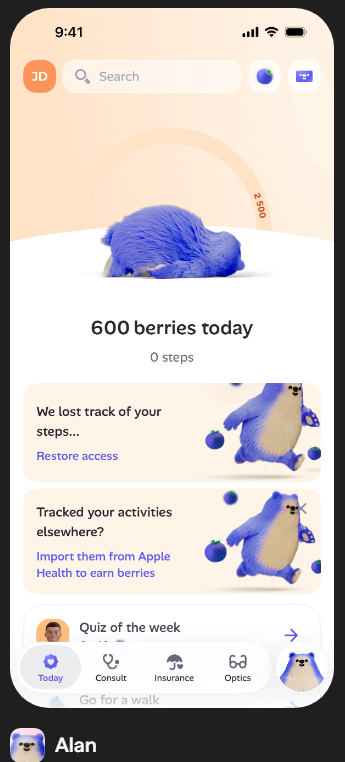 9:41
JD
Search
2 500
600 berries today
0 steps
We lost track of your
steps...
Restore access
Tracked your activities
elsewhere?
Import them from Apple
Health to earn berries
Quiz of the week
Today
Consult
Insurance
Optics
Go for a walk
Alan